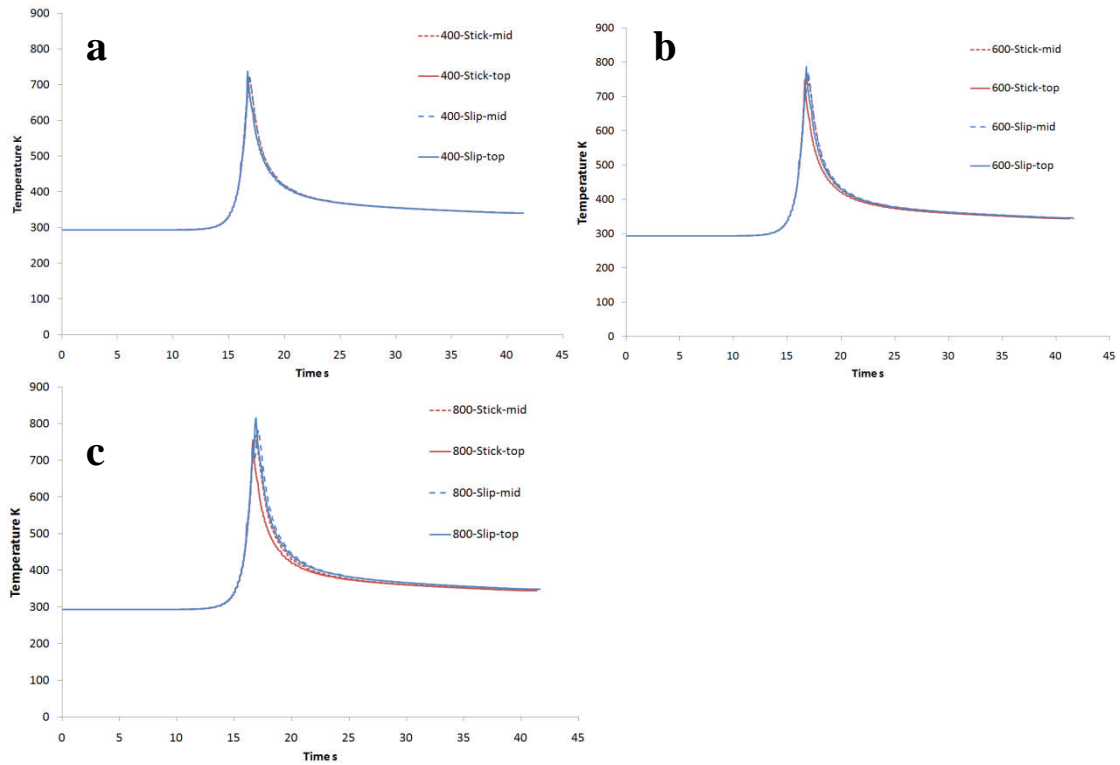 a
900
800
700
600
500
400
300
200
100
0
Temperature K
0 5 10 15 20 25 30 35 40 45
Time s
400-Stick-mid
400-Stick-top
400-Slip-mid
400-Slip-top
b
900
800
700
600
500
400
300
200
100
0
Temperature K
0 5 10 15 20 25 30 35 40 45
Time s
600-Stick-mid
600-Stick-top
600-Slip-mid
600-Slip-top
c
900
800
700
600
500
400
300
200
100
0
Temperature K
0 5 10 15 20 25 30 35 40 45
Time s
800-Stick-mid
800-Stick-top
800-Slip-mid
800-Slip-top